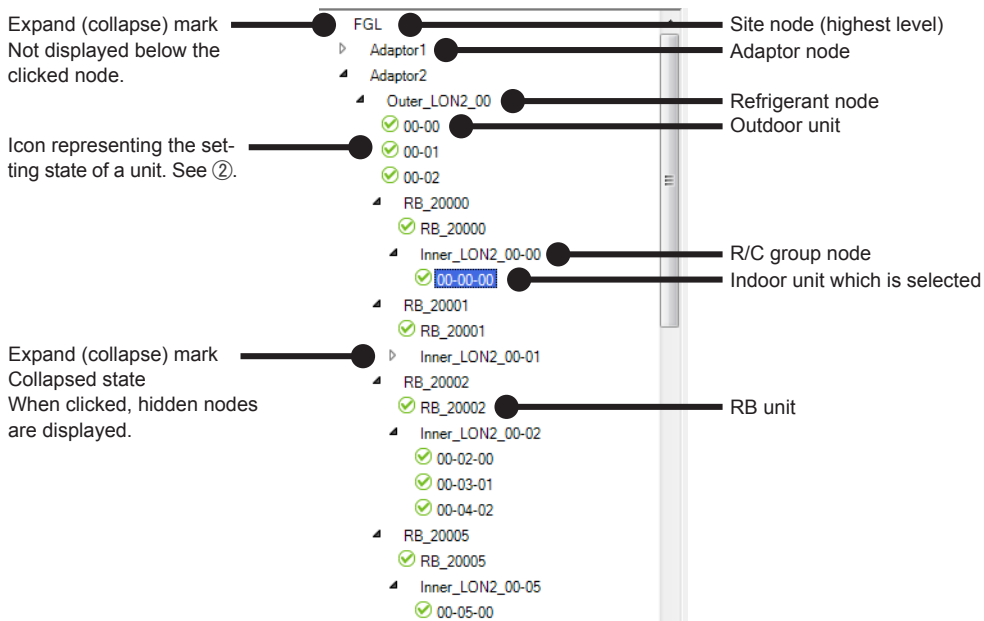 Expand (collapse) mark
Not displayed below the
clicked node.
Icon representing the set-
ting state of a unit. See ②.
Expand (collapse) mark
Collapsed state
When clicked, hidden nodes
are displayed.
FGL
Adaptor1
Adaptor2
Outer_LON2_00
00-00
00-01
00-02
RB_20000
RB_20000
Inner_LON2_00-00
00-00-00
RB_20001
RB_20001
Inner_LON2_00-01
RB_20002
RB_20002
Inner_LON2_00-02
00-02-00
00-03-01
00-04-02
RB_20005
RB_20005
Inner_LON2_00-05
00-05-00
Site node (highest level)
Adaptor node
Refrigerant node
Outdoor unit
R/C group node
Indoor unit which is selected
RB unit